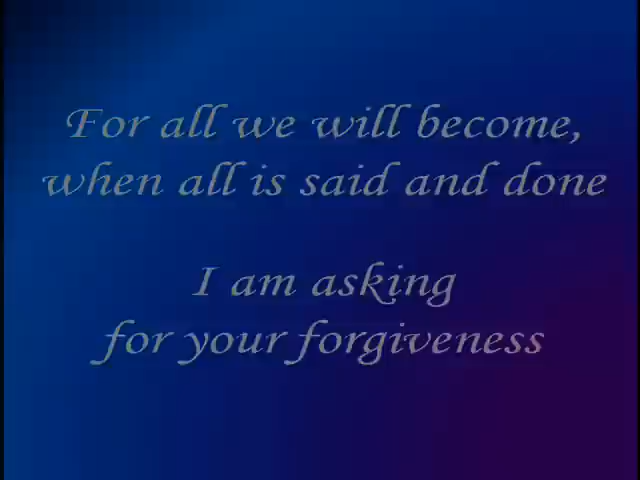 For all we will become,
when all is said and done
I am asking
for your forgiveness